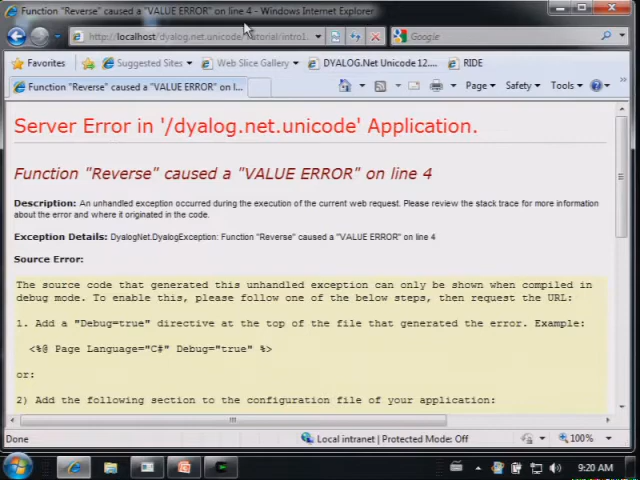 Function "Reverse" caused a "VALUE ERROR" on line 4 - Windows Internet Explorer
http://localhost/dyalog.net.unicode/tutorial/intro1
Google
Favorites
Suggested Sites
Web Slice Gallery
DYALOG.Net Unicode 12....
RIDE
Function "Reverse" caused a "VALUE ERROR" on l...
Page
Safety
Tools
Server Error in '/dyalog.net.unicode' Application.
Function "Reverse" caused a "VALUE ERROR" on line 4
Description: An unhandled exception occurred during the execution of the current web request. Please review the stack trace for more information
about the error and where it originated in the code.
Exception Details: DyalogNet.DyalogException: Function "Reverse" caused a "VALUE ERROR" on line 4
Source Error:
The source code that generated this unhandled exception can only be shown when compiled in
debug mode. To enable this, please follow one of the below steps, then request the URL:
1. Add a "Debug=true" directive at the top of the file that generated the error. Example:
<%@ Page Language="C#" Debug="true" %>
or:
2) Add the following section to the configuration file of your application:
Done
Local intranet | Protected Mode: Off
100%
9:20 AM